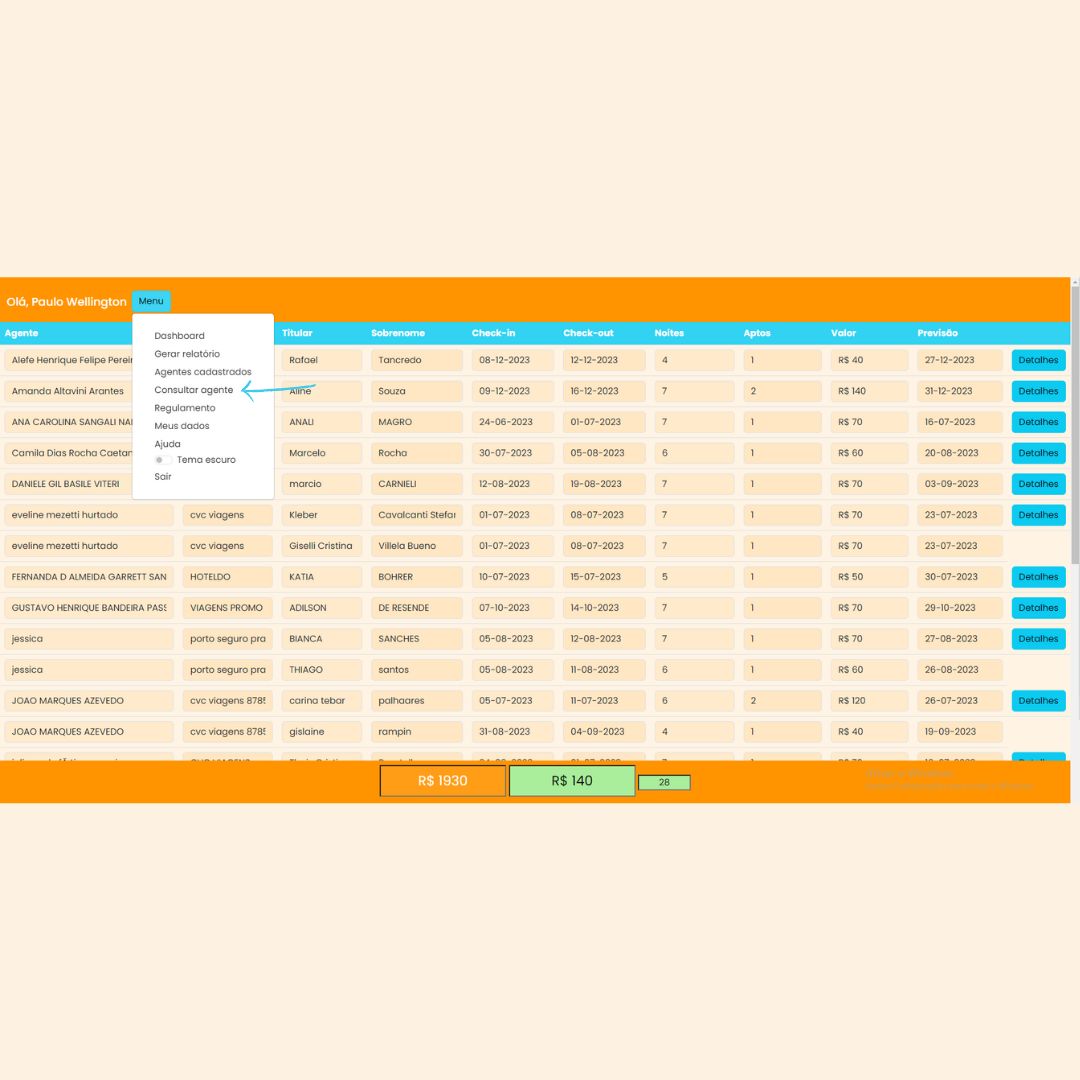 Olá, Paulo Wellington Menu
Agente Titular Sobrenome Check-in Check-out Noites Aptos Valor Previsão
Dashboard
Gerar relatório
Agentes cadastrados
Consultar agente
Regulamento
Meus dados
Ajuda
Tema escuro
Sair
Alefe Henrique Felipe Rafael Tancredo 08-12-2023 12-12-2023 4 1 R$ 40 27-12-2023 Detalhes
Amanda Altavini Arantes Aline Souza 09-12-2023 16-12-2023 7 2 R$ 140 31-12-2023 Detalhes
ANA CAROLINA SANGALI ANALI MAGRO 24-06-2023 01-07-2023 7 1 R$ 70 16-07-2023 Detalhes
Camila Dias Rocha Marcelo Rocha 30-07-2023 05-08-2023 6 1 R$ 60 20-08-2023 Detalhes
DANIELE GIL BASILE VITERI marcio CARNIELI 12-08-2023 19-08-2023 7 1 R$ 70 03-09-2023 Detalhes
eveline mezetti hurtado cvc viagens Kleber Cavalcanti Stefar 01-07-2023 08-07-2023 7 1 R$ 70 23-07-2023 Detalhes
eveline mezetti hurtado cvc viagens Giselli Cristina Villela Bueno 01-07-2023 08-07-2023 7 1 R$ 70 23-07-2023
FERNANDA D ALMEIDA GARRETT SAN HOTELDO KATIA BOHRER 10-07-2023 15-07-2023 5 1 R$ 50 30-07-2023 Detalhes
GUSTAVO HENRIQUE BANDEIRA PASS VIAGENS PROMO ADILSON DE RESENDE 07-10-2023 14-10-2023 7 1 R$ 70 29-10-2023 Detalhes
jessica porto seguro pra BIANCA SANCHES 05-08-2023 12-08-2023 7 1 R$ 70 27-08-2023 Detalhes
jessica porto seguro pra THIAGO santos 05-08-2023 11-08-2023 6 1 R$ 60 26-08-2023
JOAO MARQUES AZEVEDO cvc viagens 8785 carina tebar palhaares 05-07-2023 11-07-2023 6 2 R$ 120 26-07-2023 Detalhes
JOAO MARQUES AZEVEDO cvc viagens 8785 gislaine rampin 31-08-2023 04-09-2023 4 1 R$ 40 19-09-2023
R$ 1930 R$ 140 28